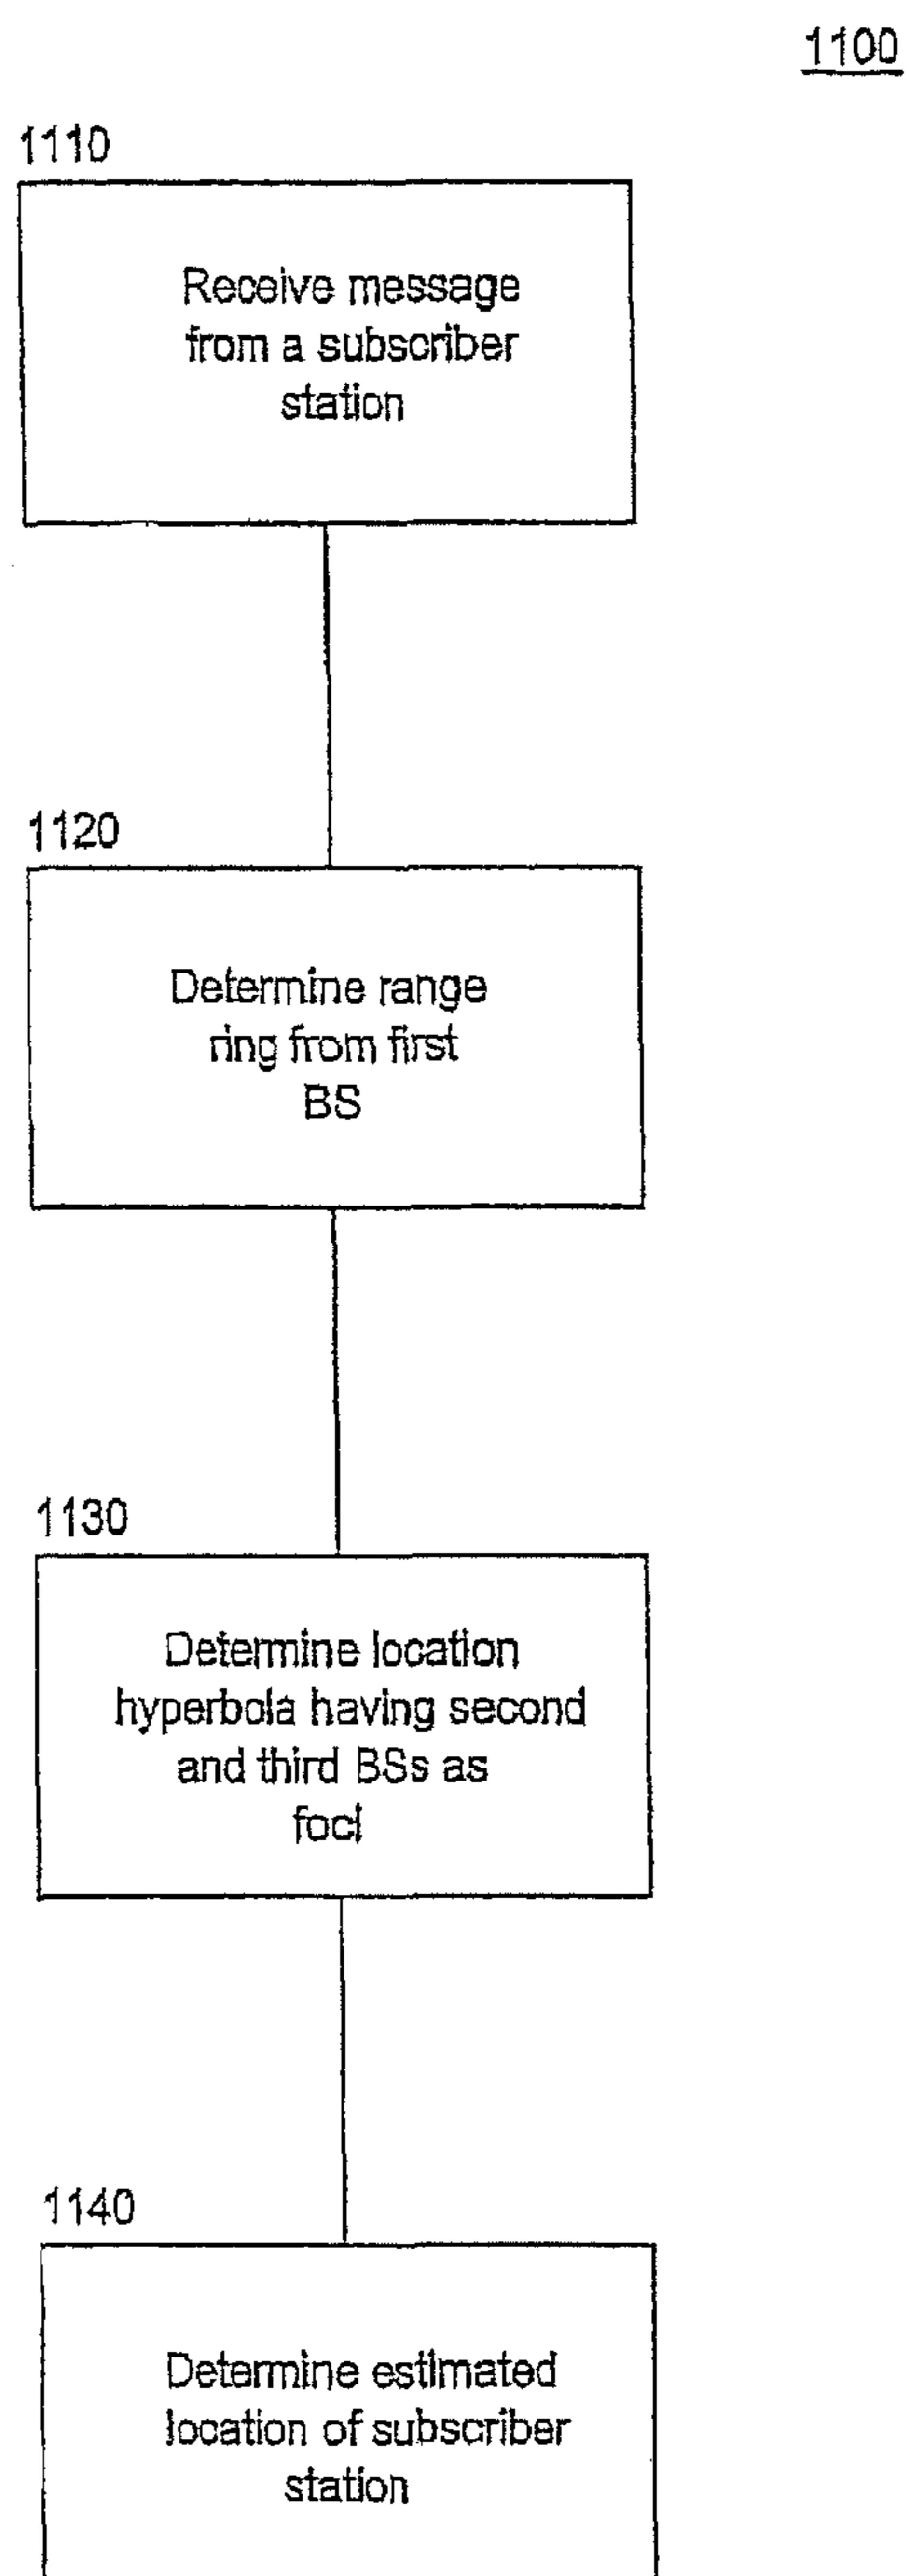 1100
1110
Receive message
from a subscriber
station
1120
Determine range
ring from first
BS
1130
Determine location
hyperbola having second
and third BSs as
foci
1140
Determine estimated
location of subscriber
station